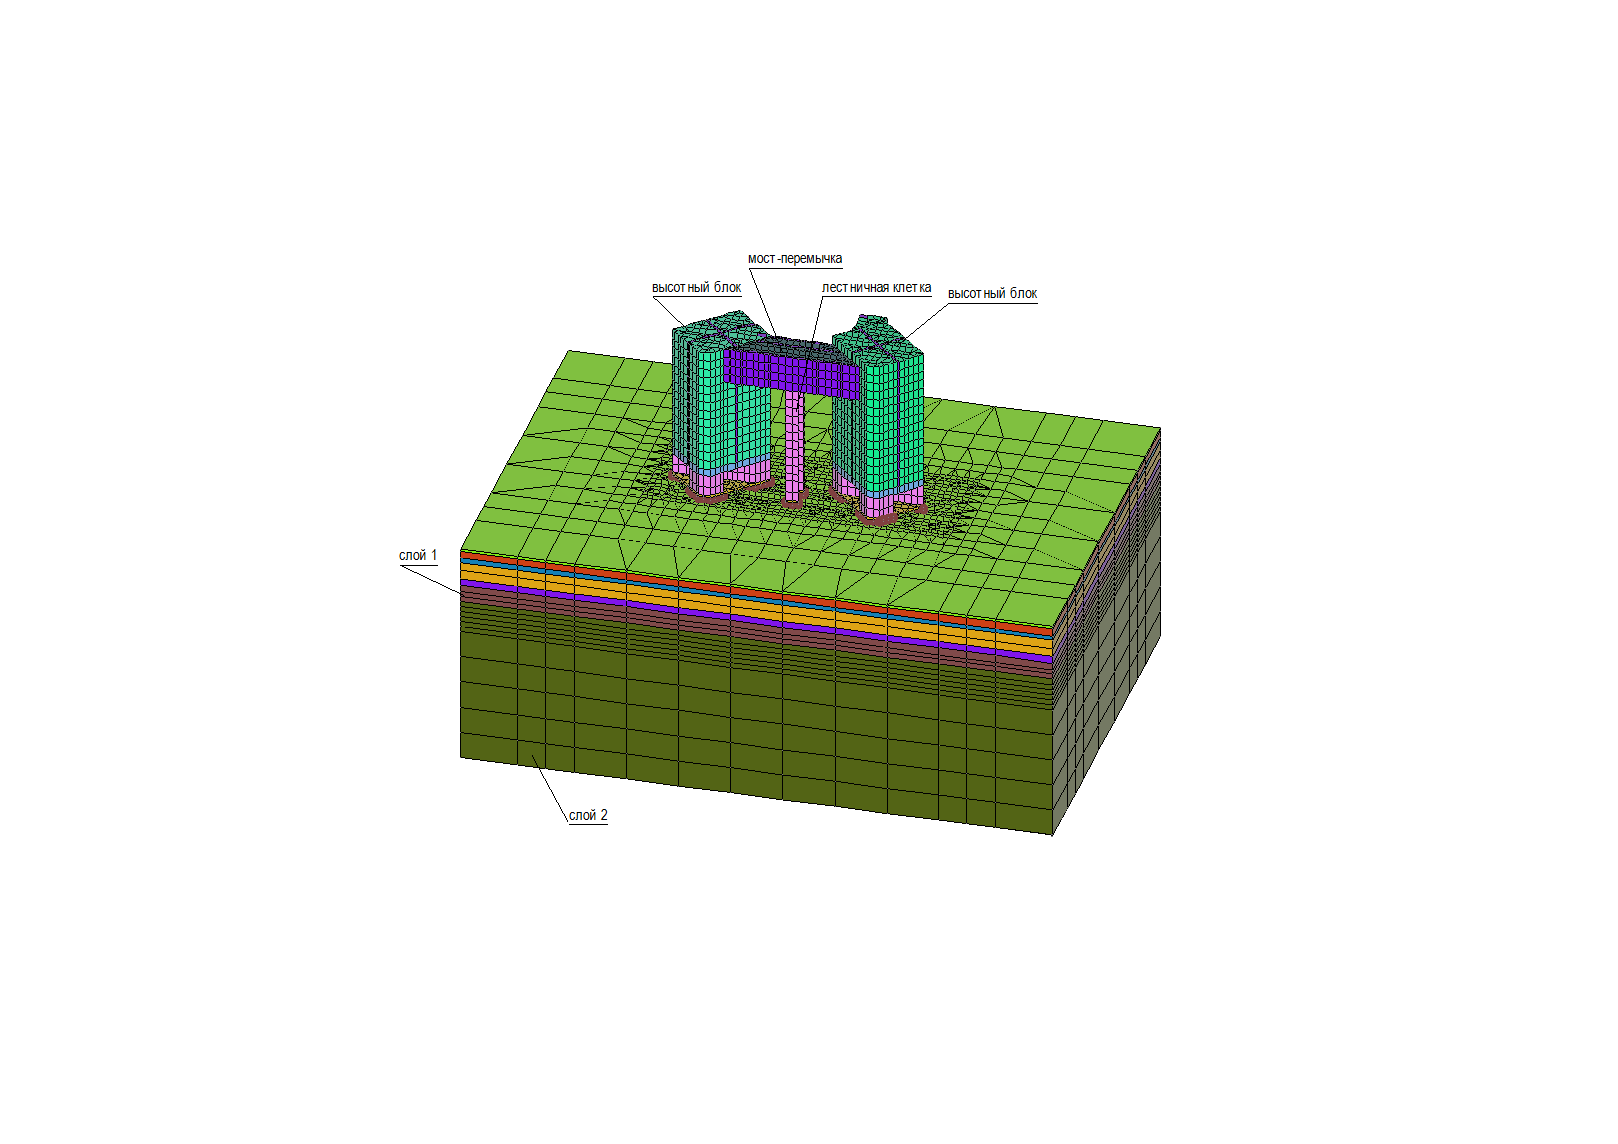 мост-перемычка
высотный блок
лестничная клетка
высотный блок
слой 1
слой 2